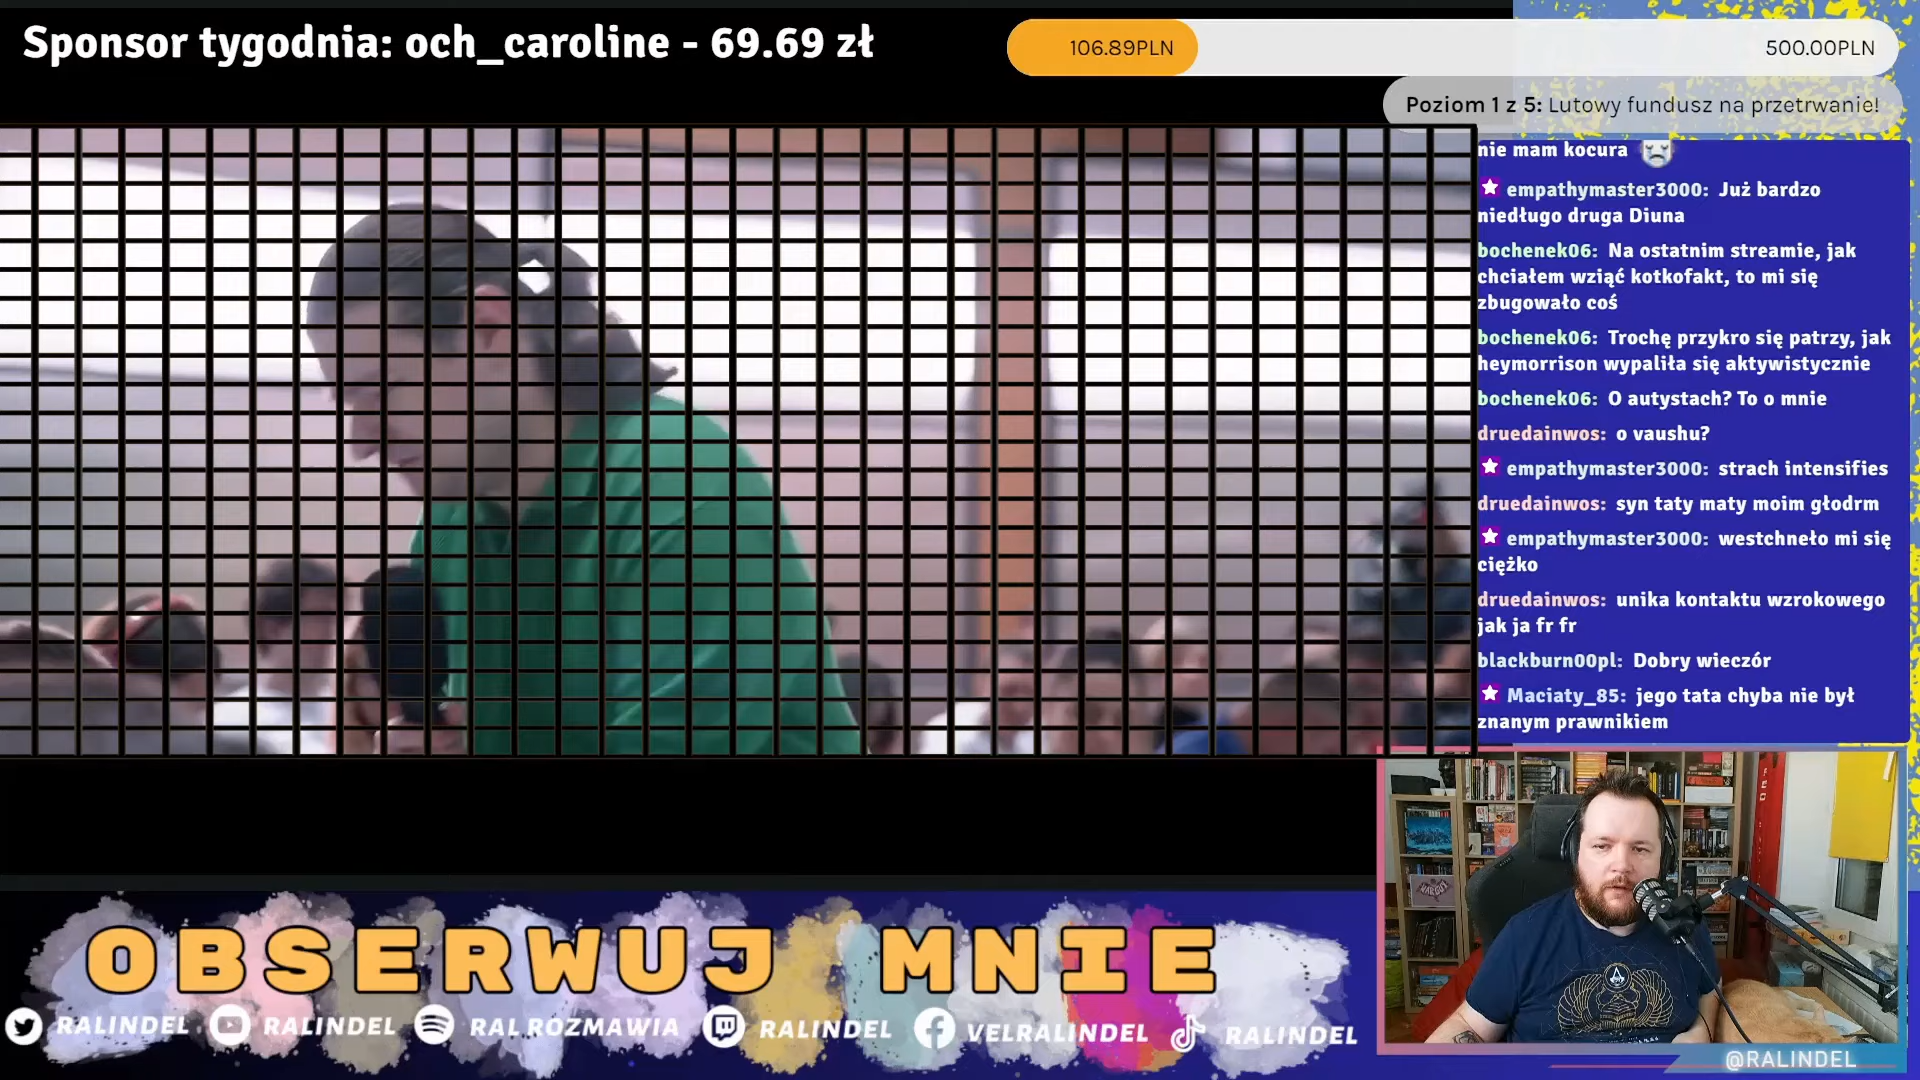 Sponsor tygodnia: och_caroline - 69.69 zł
106.89PLN
500.00PLN
Poziom 1 z 5: Lutowy fundusz na przetrwanie!
nie mam kocura
empathymaster3000: Już bardzo
niedługo druga Diuna
bochenek06: Na ostatnim streamie, jak
chciałem wziąć kotkofakt, to mi się
zbugowało coś
bochenek06: Trochę przykro się patrzy, jak
heymorrison wypaliła się aktywistycznie
bochenek06: O autystach? To o mnie
druedainwos: o vaushu?
empathymaster3000: strach intensifies
druedainwos: syn taty maty moim głodrm
empathymaster3000: westchneło mi się
ciężko
druedainwos: unika kontaktu wzrokowego
jak ja fr fr
blackburn00pl: Dobry wieczór
Maciaty_85: jego tata chyba nie był
znanym prawnikiem
OBSERWUJ MNIE
RALINDEL
RALINDEL
RAL ROZMAWIA
RALINDEL
VELRALINDEL
RALINDEL
@RALINDEL